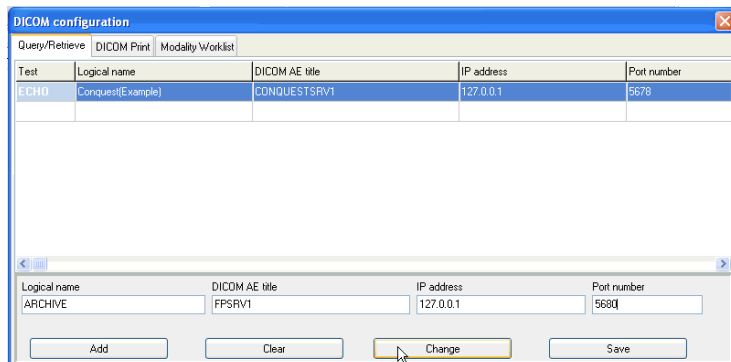 DICOM configuration
Query/Retrieve DICOM Print Modality Worklist
Test Logical name DICOM AE title IP address Port number
ECHO Conquest(Example) CONQUESTSRV1 127.0.0.1 5678
Logical name DICOM AE title IP address Port number
ARCHIVE FPSRV1 127.0.0.1 5680
Add Clear Change Save